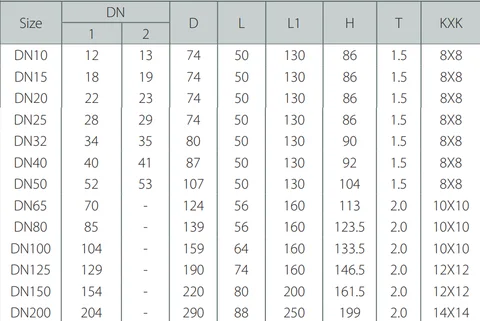 Size DN D L L1 H T KXK
1 2
DN10 12 13 74 50 130 86 1.5 8X8
DN15 18 19 74 50 130 86 1.5 8X8
DN20 22 23 74 50 130 86 1.5 8X8
DN25 28 29 74 50 130 86 1.5 8X8
DN32 34 35 80 50 130 90 1.5 8X8
DN40 40 41 87 50 130 92 1.5 8X8
DN50 52 53 107 50 130 104 1.5 8X8
DN65 70 - 124 56 160 113 2.0 10X10
DN80 85 - 139 56 160 123.5 2.0 10X10
DN100 104 - 159 64 160 133.5 2.0 10X10
DN125 129 - 190 74 160 146.5 2.0 12X12
DN150 154 - 220 80 200 161.5 2.0 12X12
DN200 204 - 290 88 250 199 2.0 14X14